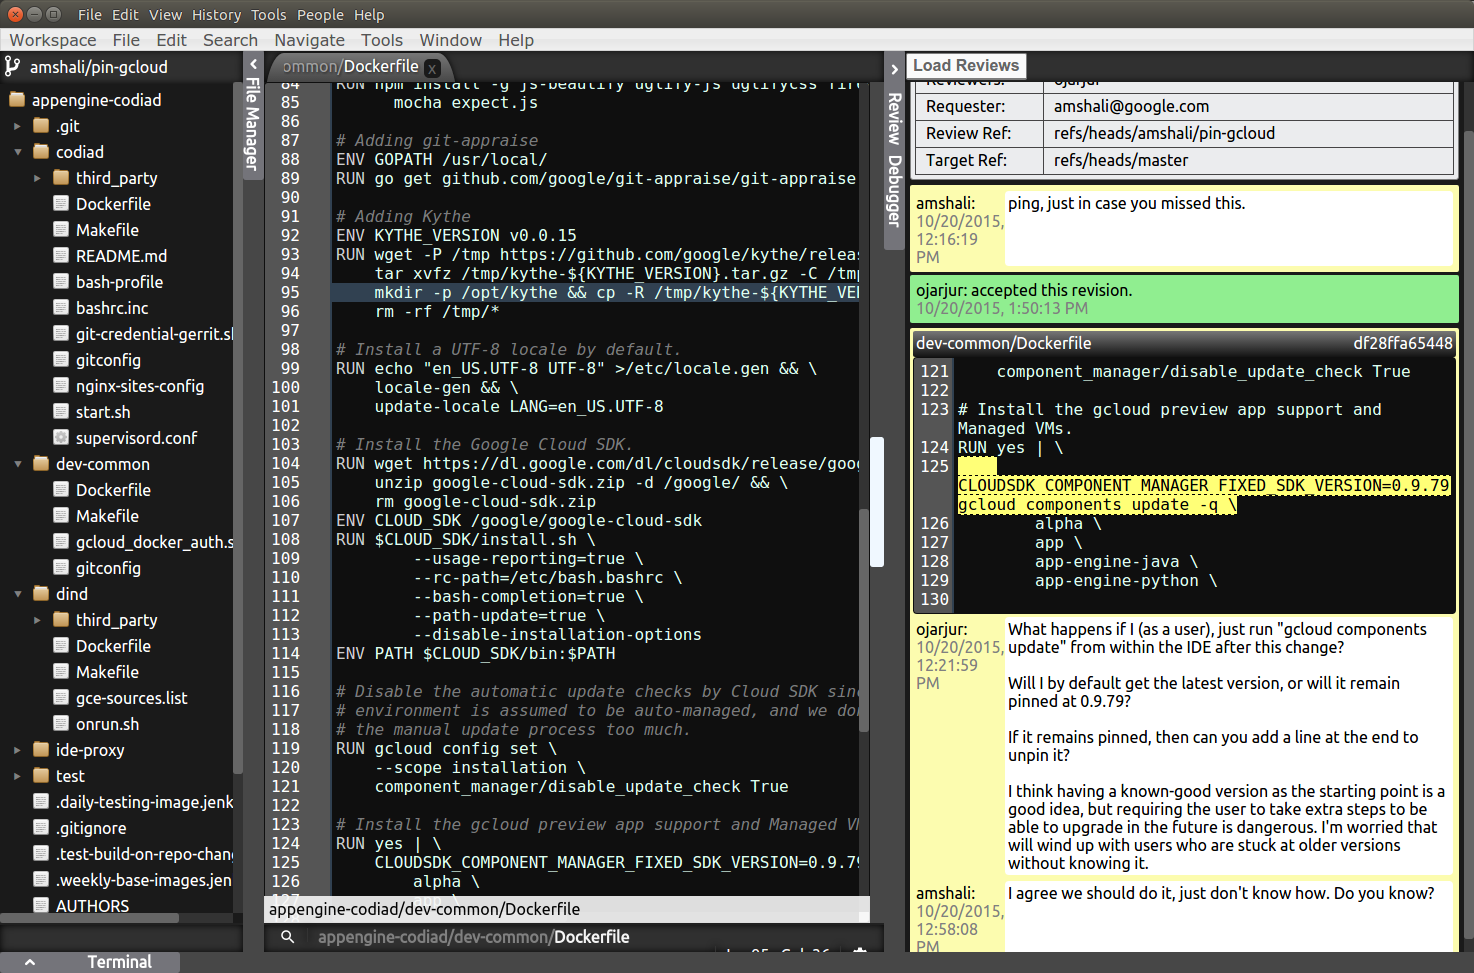 File Edit View History Tools People Help
Workspace File Edit Search Navigate Tools Window Help
amshali/pin-gcloud
appengine-codiad
.git
codiad
third_party
Dockerfile
Makefile
README.md
bash-profile
bashrc.inc
git-credential-gerrit.sh
gitconfig
nginx-sites-config
start.sh
supervisord.conf
dev-common
Dockerfile
Makefile
gcloud_docker_auth.s
gitconfig
dind
third_party
Dockerfile
Makefile
gce-sources.list
onrun.sh
ide-proxy
test
.daily-testing-image.jenk
.gitignore
.test-build-on-repo-chang
.weekly-base-images.jen
AUTHORS
Terminal
File Manager
ommon/Dockerfile x
84 RUN npm install -g js-beautify uglify-js uglifycss
85 mocha expect.js
86
87 # Adding git-appraise
88 ENV GOPATH /usr/local/
89 RUN go get github.com/google/git-appraise/git-appraise
90
91 # Adding Kythe
92 ENV KYTHE_VERSION v0.0.15
93 RUN wget -P /tmp https://github.com/google/kythe/releas
94 tar xvfz /tmp/kythe-${KYTHE_VERSION}.tar.gz -C /tmp
95 mkdir -p /opt/kythe && cp -R /tmp/kythe-${KYTHE_VER
96 rm -rf /tmp/*
97
98 # Install a UTF-8 locale by default.
99 RUN echo "en_US.UTF-8 UTF-8" >/etc/locale.gen && \
100 locale-gen && \
101 update-locale LANG=en_US.UTF-8
102
103 # Install the Google Cloud SDK.
104 RUN wget https://dl.google.com/dl/cloudsdk/release/goog
105 unzip google-cloud-sdk.zip -d /google/ && \
106 rm google-cloud-sdk.zip
107 ENV CLOUD_SDK /google/google-cloud-sdk
108 RUN $CLOUD_SDK/install.sh \
109 --usage-reporting=true \
110 --rc-path=/etc/bash.bashrc \
111 --bash-completion=true \
112 --path-update=true \
113 --disable-installation-options
114 ENV PATH $CLOUD_SDK/bin:$PATH
115
116 # Disable the automatic update checks by Cloud SDK sinc
117 # environment is assumed to be auto-managed, and we don
118 # the manual update process too much.
119 RUN gcloud config set \
120 --scope installation \
121 component_manager/disable_update_check True
122
123 # Install the gcloud preview app support and Managed VM
124 RUN yes | \
125 CLOUDSDK_COMPONENT_MANAGER_FIXED_SDK_VERSION=0.9.79
126 alpha \
appengine-codiad/dev-common/Dockerfile
appengine-codiad/dev-common/Dockerfile
Review
Debugger
Load Reviews
Reviewers: ojarjur
Requester: amshali@google.com
Review Ref: refs/heads/amshali/pin-gcloud
Target Ref: refs/heads/master
amshali: ping, just in case you missed this.
10/20/2015,
12:16:19
PM
ojarjur: accepted this revision.
10/20/2015, 1:50:13 PM
dev-common/Dockerfile df28ffa65448
121 component_manager/disable_update_check True
122
123 # Install the gcloud preview app support and
Managed VMs.
124 RUN yes | \
125
CLOUDSDK_COMPONENT_MANAGER_FIXED_SDK_VERSION=0.9.79
gcloud components update -q \
126 alpha \
127 app \
128 app-engine-java \
129 app-engine-python \
130
ojarjur:
10/20/2015,
12:21:59
PM
What happens if I (as a user), just run "gcloud components
update" from within the IDE after this change?
Will I by default get the latest version, or will it remain
pinned at 0.9.79?
If it remains pinned, then can you add a line at the end to
unpin it?
I think having a known-good version as the starting point is a
good idea, but requiring the user to take extra steps to be
able to upgrade in the future is dangerous. I'm worried that
will wind up with users who are stuck at older versions
without knowing it.
amshali: I agree we should do it, just don't know how. Do you know?
10/20/2015,
12:58:08
PM